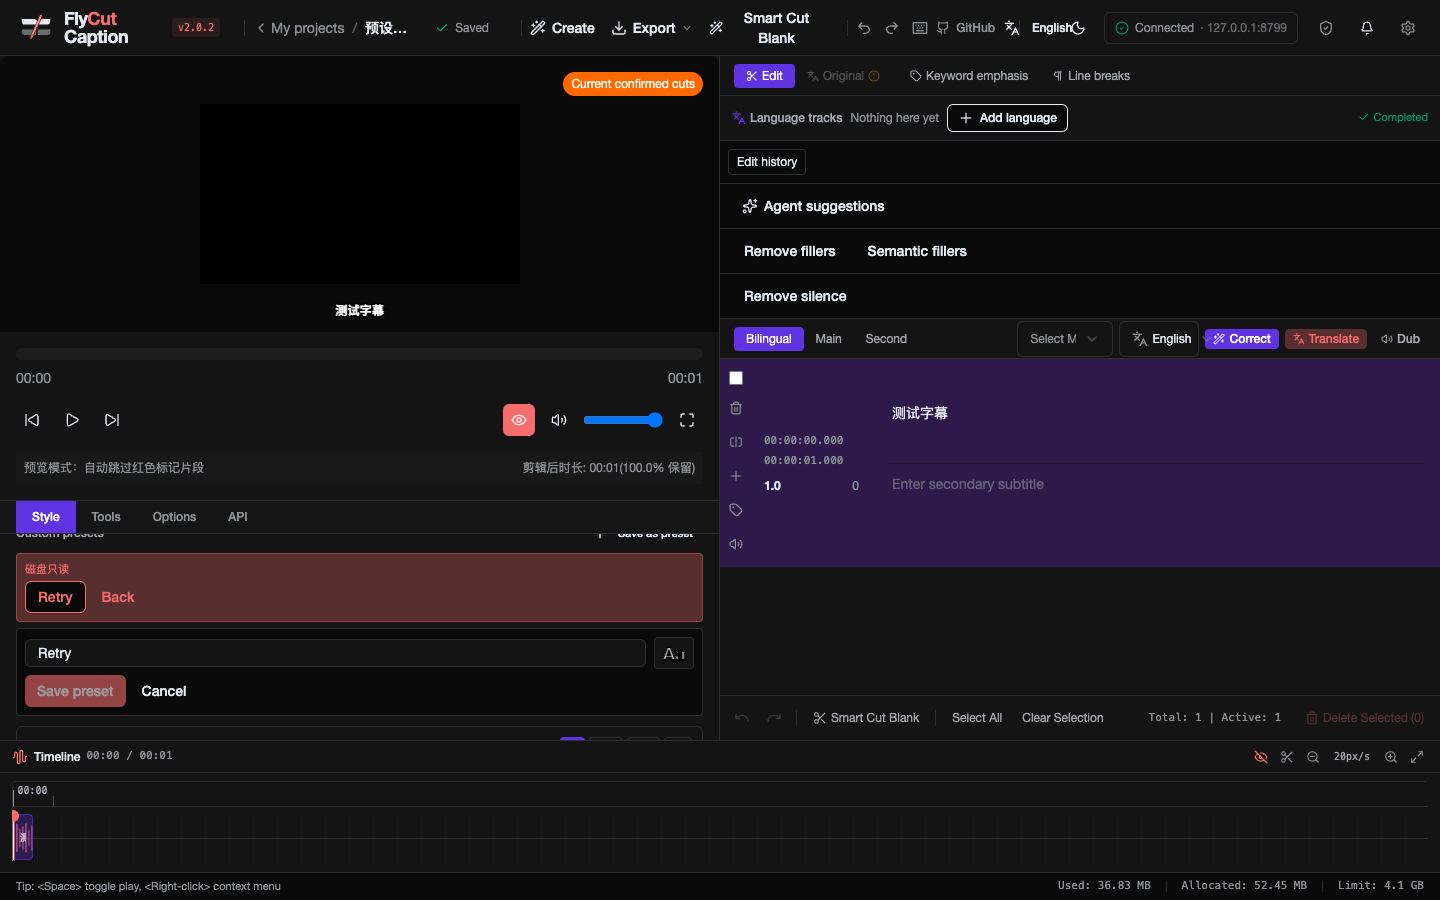 FlyCut Caption
v2.0.2
My projects / 预设...
Saved
Create
Export
Smart Cut Blank
GitHub
English
Connected · 127.0.0.1:8799
Current confirmed cuts
测试字幕
00:00
00:01
预览模式：自动跳过红色标记片段
剪辑后时长: 00:01(100.0% 保留)
Style
Tools
Options
API
Custom presets
Save as preset
磁盘只读
Retry
Back
Retry
Save preset
Cancel
Edit
Original
Keyword emphasis
Line breaks
Language tracks
Nothing here yet
Add language
Completed
Edit history
Agent suggestions
Remove fillers
Semantic fillers
Remove silence
Bilingual
Main
Second
Select M
English
Correct
Translate
Dub
测试字幕
00:00:00.000
00:00:01.000
1.0
0
Enter secondary subtitle
Smart Cut Blank
Select All
Clear Selection
Total: 1 | Active: 1
Delete Selected (0)
Timeline
00:00 / 00:01
20px/s
00:00
Tip: <Space> toggle play, <Right-click> context menu
Used: 36.83 MB
Allocated: 52.45 MB
Limit: 4.1 GB